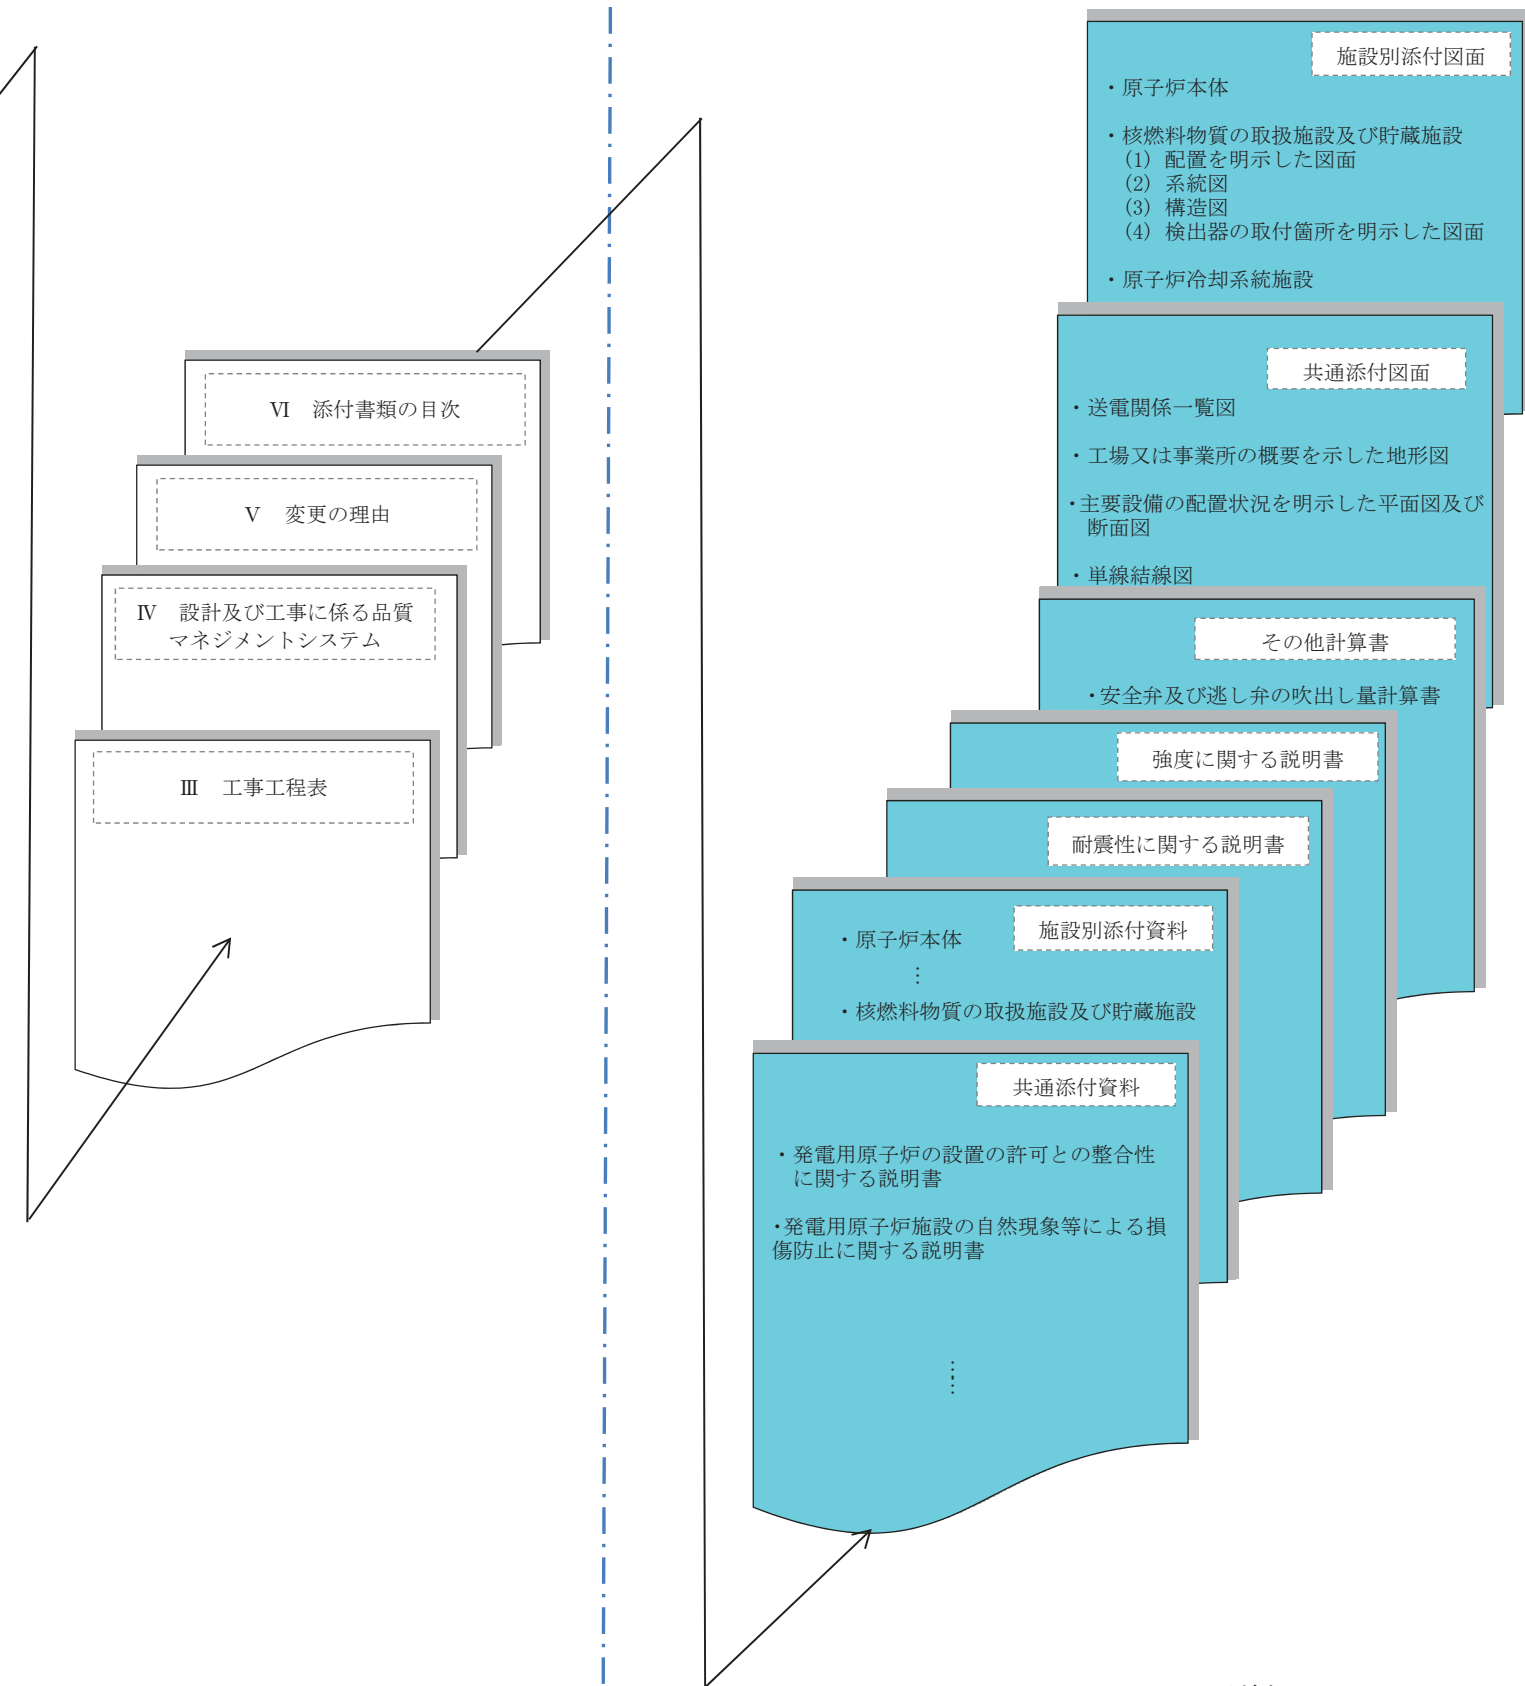 Ⅵ　添付書類の目次
Ⅴ　変更の理由
Ⅳ　設計及び工事に係る品質
マネジメントシステム
Ⅲ　工事工程表
施設別添付図面
・原子炉本体
・核燃料物質の取扱施設及び貯蔵施設
(1) 配置を明示した図面
(2) 系統図
(3) 構造図
(4) 検出器の取付箇所を明示した図面
・原子炉冷却系統施設
共通添付図面
・送電関係一覧図
・工場又は事業所の概要を示した地形図
・主要設備の配置状況を明示した平面図及び
断面図
・単線結線図
その他計算書
・安全弁及び逃し弁の吹出し量計算書
強度に関する説明書
耐震性に関する説明書
施設別添付資料
・原子炉本体
⋮
・核燃料物質の取扱施設及び貯蔵施設
共通添付資料
・発電用原子炉の設置の許可との整合性
に関する説明書
・発電用原子炉施設の自然現象等による損
傷防止に関する説明書
⋮